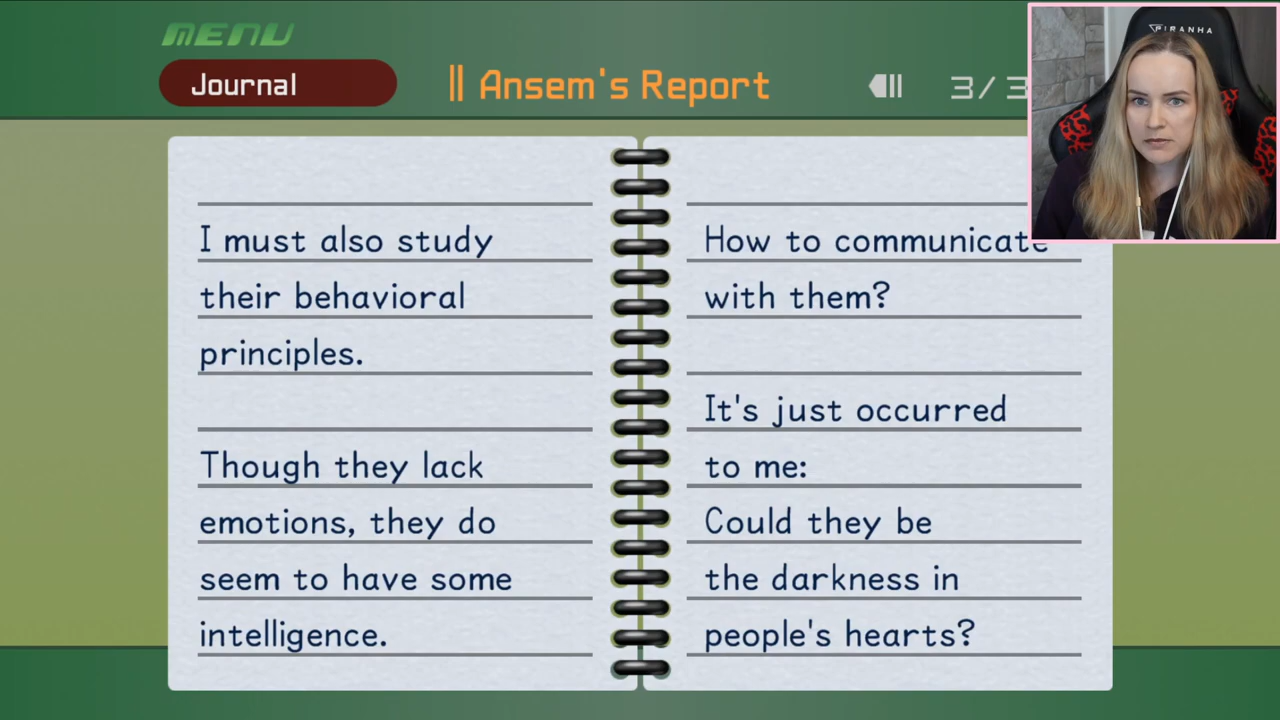 MENU
Journal
Ansem's Report
3/3
PIRANHA
I must also study
their behavioral
principles.
Though they lack
emotions, they do
seem to have some
intelligence.
How to communicate
with them?
It's just occurred
to me:
Could they be
the darkness in
people's hearts?